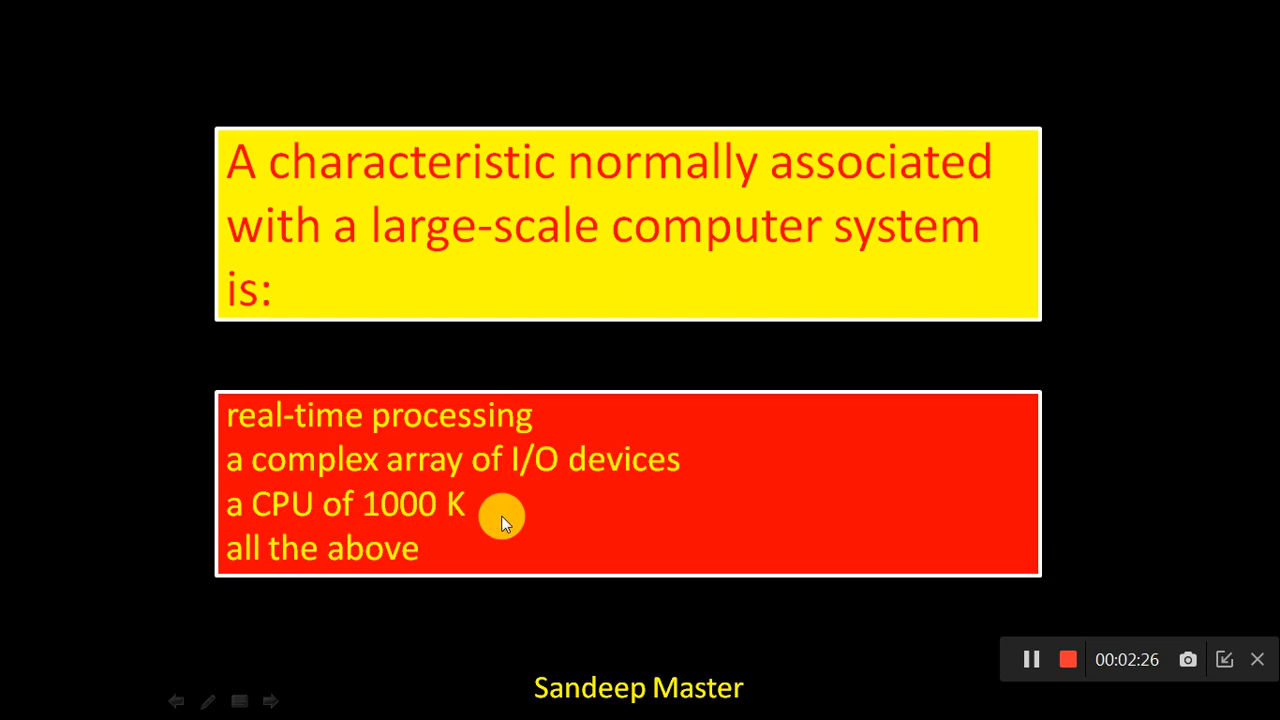 A characteristic normally associated
with a large-scale computer system
is:
real-time processing
a complex array of I/O devices
a CPU of 1000 K
all the above
00:02:26
Sandeep Master